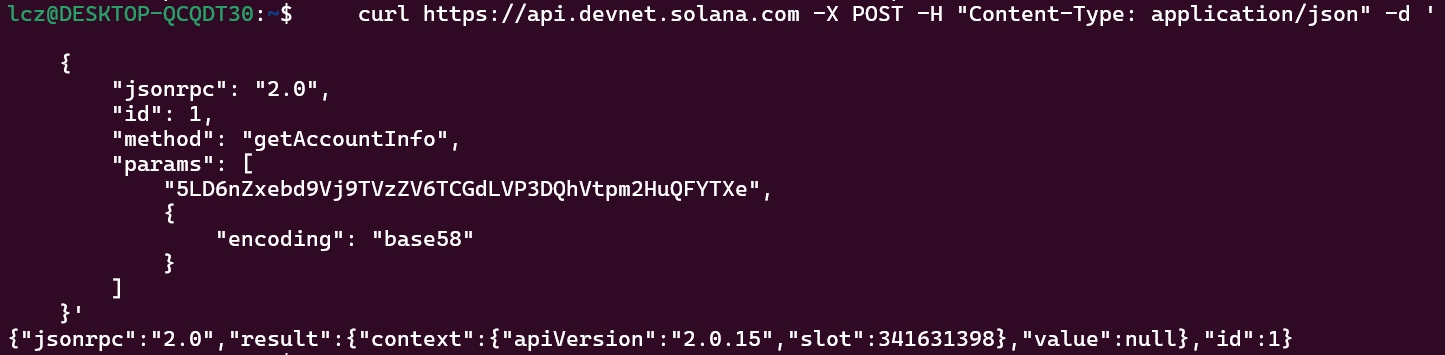 lcz@DESKTOP-QCQDT30:~$     curl https://api.devnet.solana.com -X POST -H "Content-Type: application/json" -d '
    {
        "jsonrpc": "2.0",
        "id": 1,
        "method": "getAccountInfo",
        "params": [
            "5LD6nZxebd9Vj9TVzZV6TCGdLVP3DQhVtpm2HuQFYTXe",
            {
                "encoding": "base58"
            }
        ]
    }'
{"jsonrpc":"2.0","result":{"context":{"apiVersion":"2.0.15","slot":341631398},"value":null},"id":1}